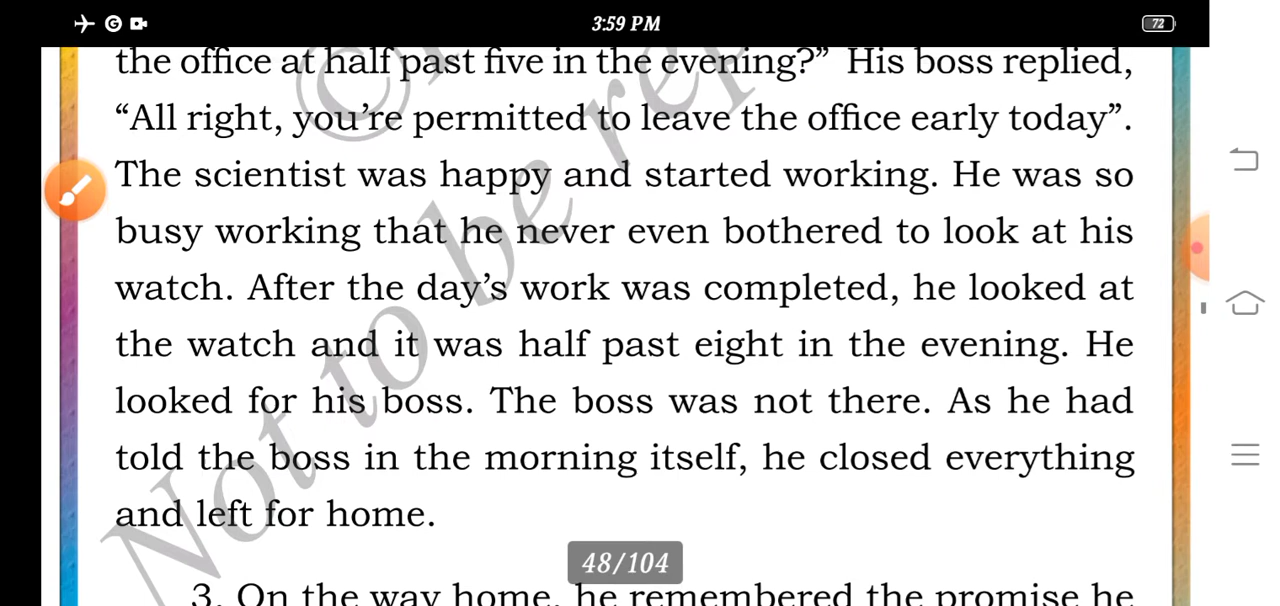 3:59 PM
72
the office at half past five in the evening?” His boss replied,
“All right, you’re permitted to leave the office early today”.
The scientist was happy and started working. He was so
busy working that he never even bothered to look at his
watch. After the day’s work was completed, he looked at
the watch and it was half past eight in the evening. He
looked for his boss. The boss was not there. As he had
told the boss in the morning itself, he closed everything
and left for home.
48/104
3. On the way home, he remembered the promise he
Not to be rep